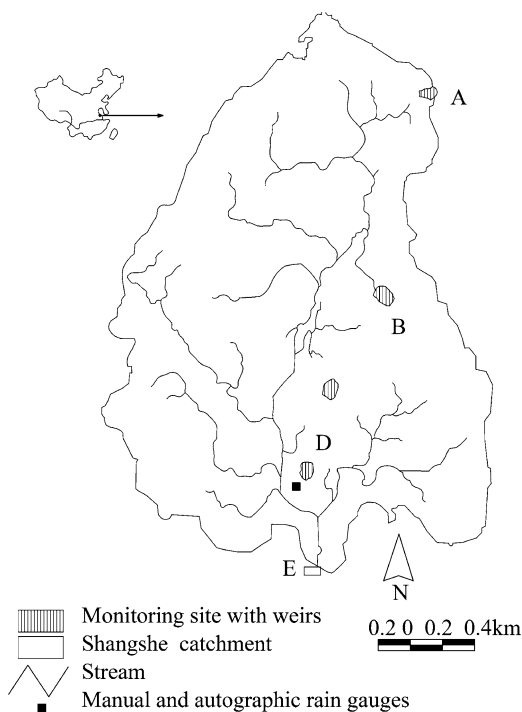 A
B
D
E
N
0.2 0 0.2 0.4km
Monitoring site with weirs
Shangshe catchment
Stream
Manual and autographic rain gauges